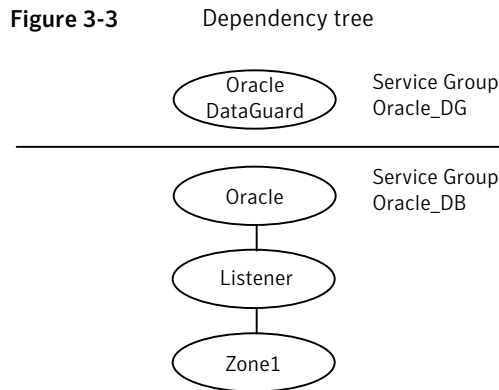 Figure 3-3 Dependency tree
Oracle
DataGuard
Service Group
Oracle_DG
Oracle
Service Group
Oracle_DB
Listener
Zone1